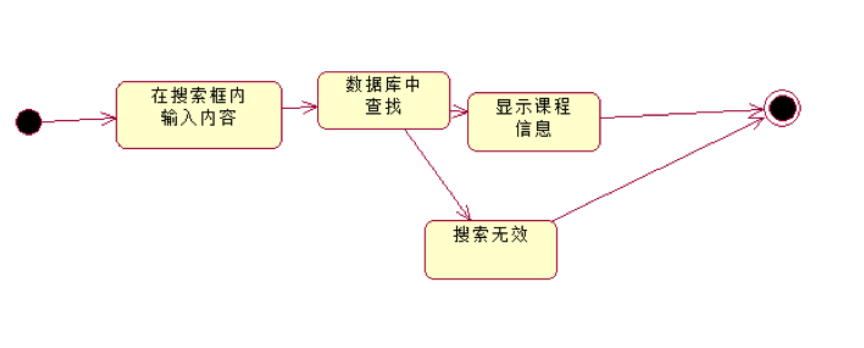 在搜索框内
输入内容
数据库中
查找
显示课程
信息
搜索无效